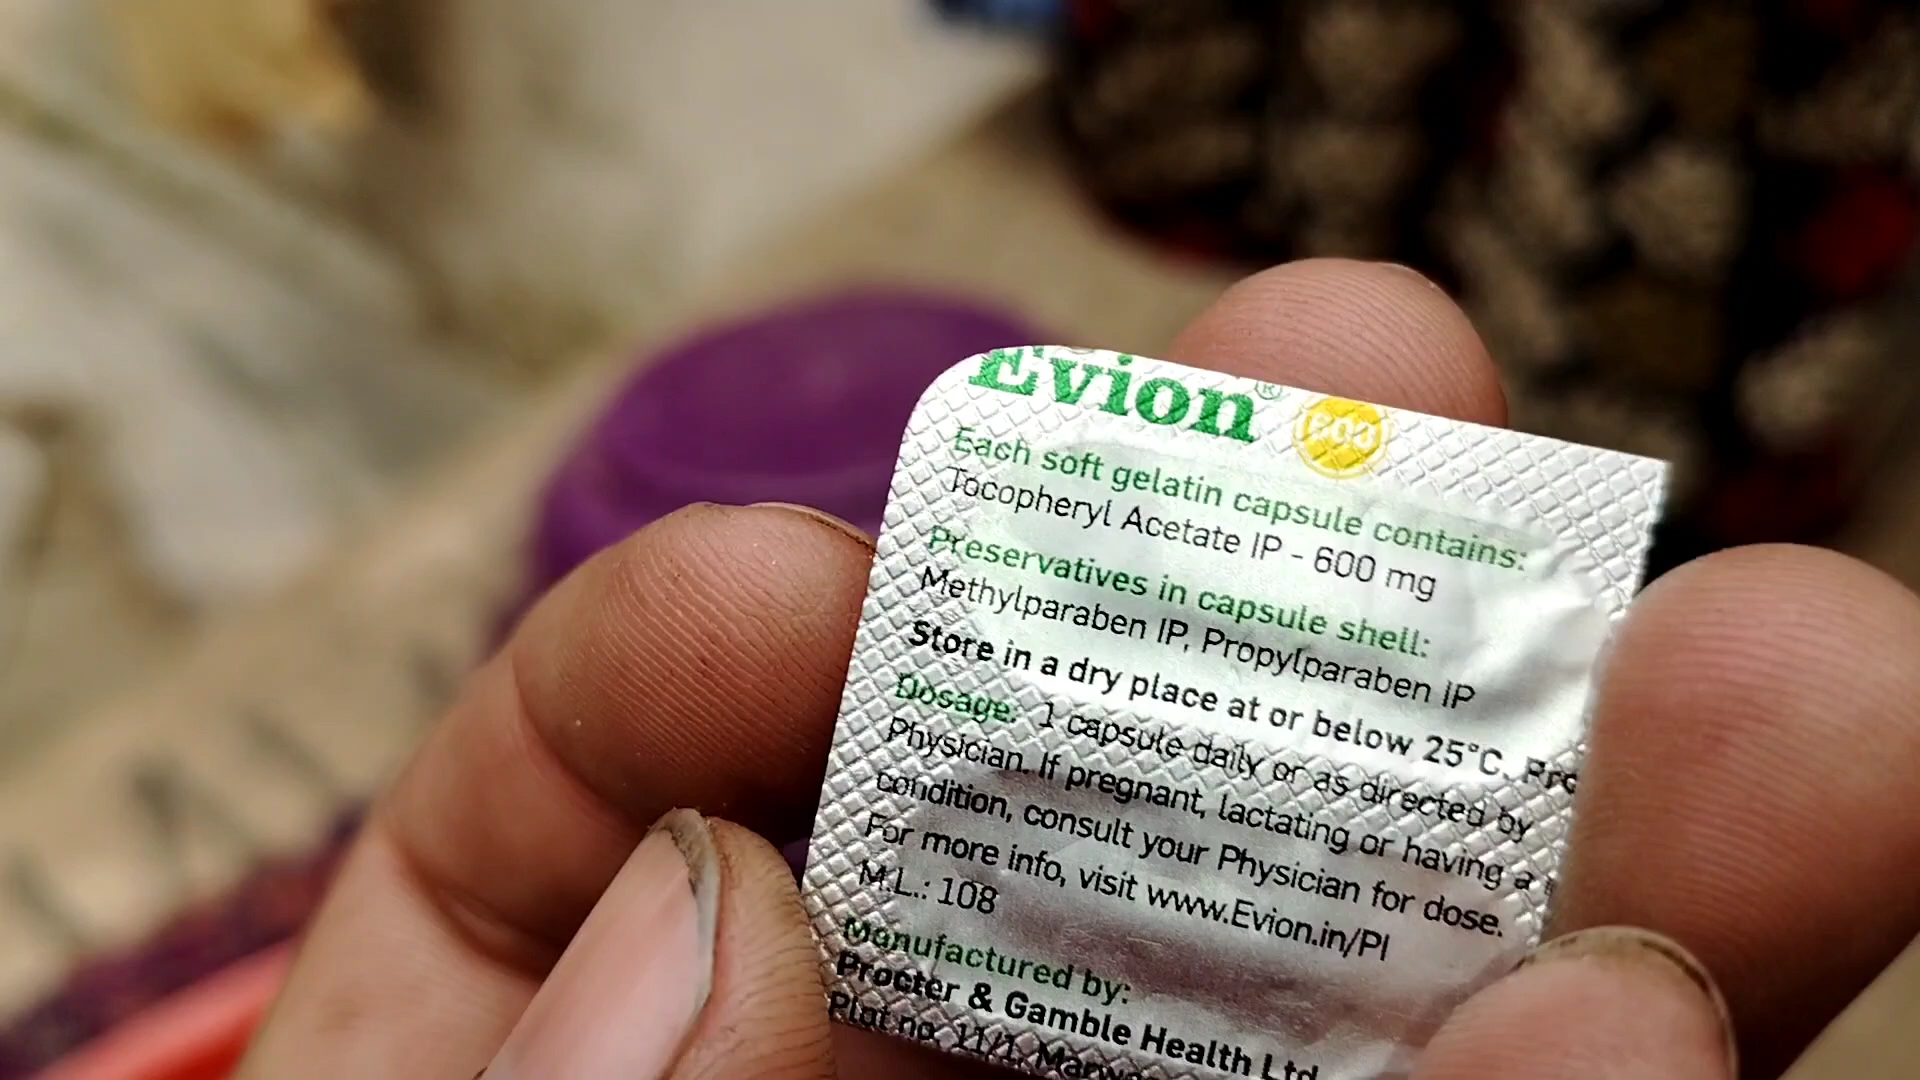 Evion®
Each soft gelatin capsule contains:
Tocopheryl Acetate IP - 600 mg
Preservatives in capsule shell:
Methylparaben IP, Propylparaben IP
Store in a dry place at or below 25°C.
Dosage: 1 capsule daily or as directed by
Physician. If pregnant, lactating or having a
condition, consult your Physician for dose.
For more info, visit www.Evion.in/PI
M.L.: 108
Manufactured by:
Procter & Gamble Health Ltd
Plot no. 11/1,